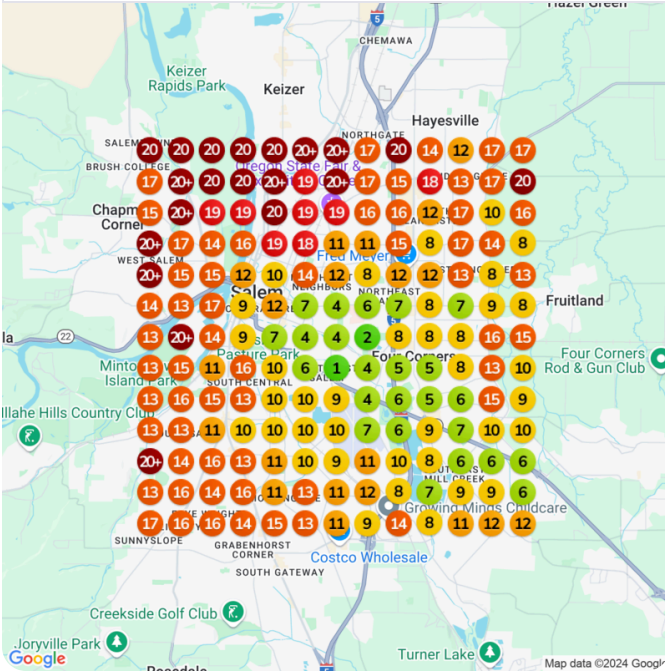 Hazel Green
5
CHEMAWA
Keizer
Rapids Park
Keizer
Hayesville
NORTHGATE
20 20 20 20 20 20+ 20+ 17 20 14 12 17 17
BRUSH COLLEGE
Oregon State Fair &
17 20+ 20 20 20+ 19 20+ 17 15 18 13 17 20
15 20+ 19 19 20 19 19 16 16 12 17 10 16
Corner
20+ 17 14 16 19 18 11 11 15 8 17 14 8
WEST SALEM
Fred Meyer
20+ 15 15 12 10 14 12 8 12 12 13 8 13
NEIGHBORS
NORTHEAST
Salem
14 13 17 9 12 7 4 6 7 8 7 9 8
Fruitland
22
13 20+ 14 9 7 4 4 2 8 8 8 16 15
Pasture Park
Four Corners
Four Corners
Rod & Gun Club
13 15 11 16 10 6 1 4 5 5 8 13 10
Island Park
SOUTH CENTRAL
13 16 15 13 10 10 9 4 6 5 6 15 9
llahe Hills Country Club
13 13 11 10 10 10 10 7 6 9 7 10 10
20+ 14 16 13 11 10 9 11 10 8 6 6 6
MILL CREEK
13 16 14 16 11 13 11 12 8 7 9 9 6
Growing Minds Childcare
17 16 16 14 15 13 11 9 14 8 11 12 12
SUNNYSLOPE
GRABENHORST
CORNER
Costco Wholesale
SOUTH GATEWAY
Creekside Golf Club
Joryville Park
Turner Lake
Google
Map data ©2024 Google
5